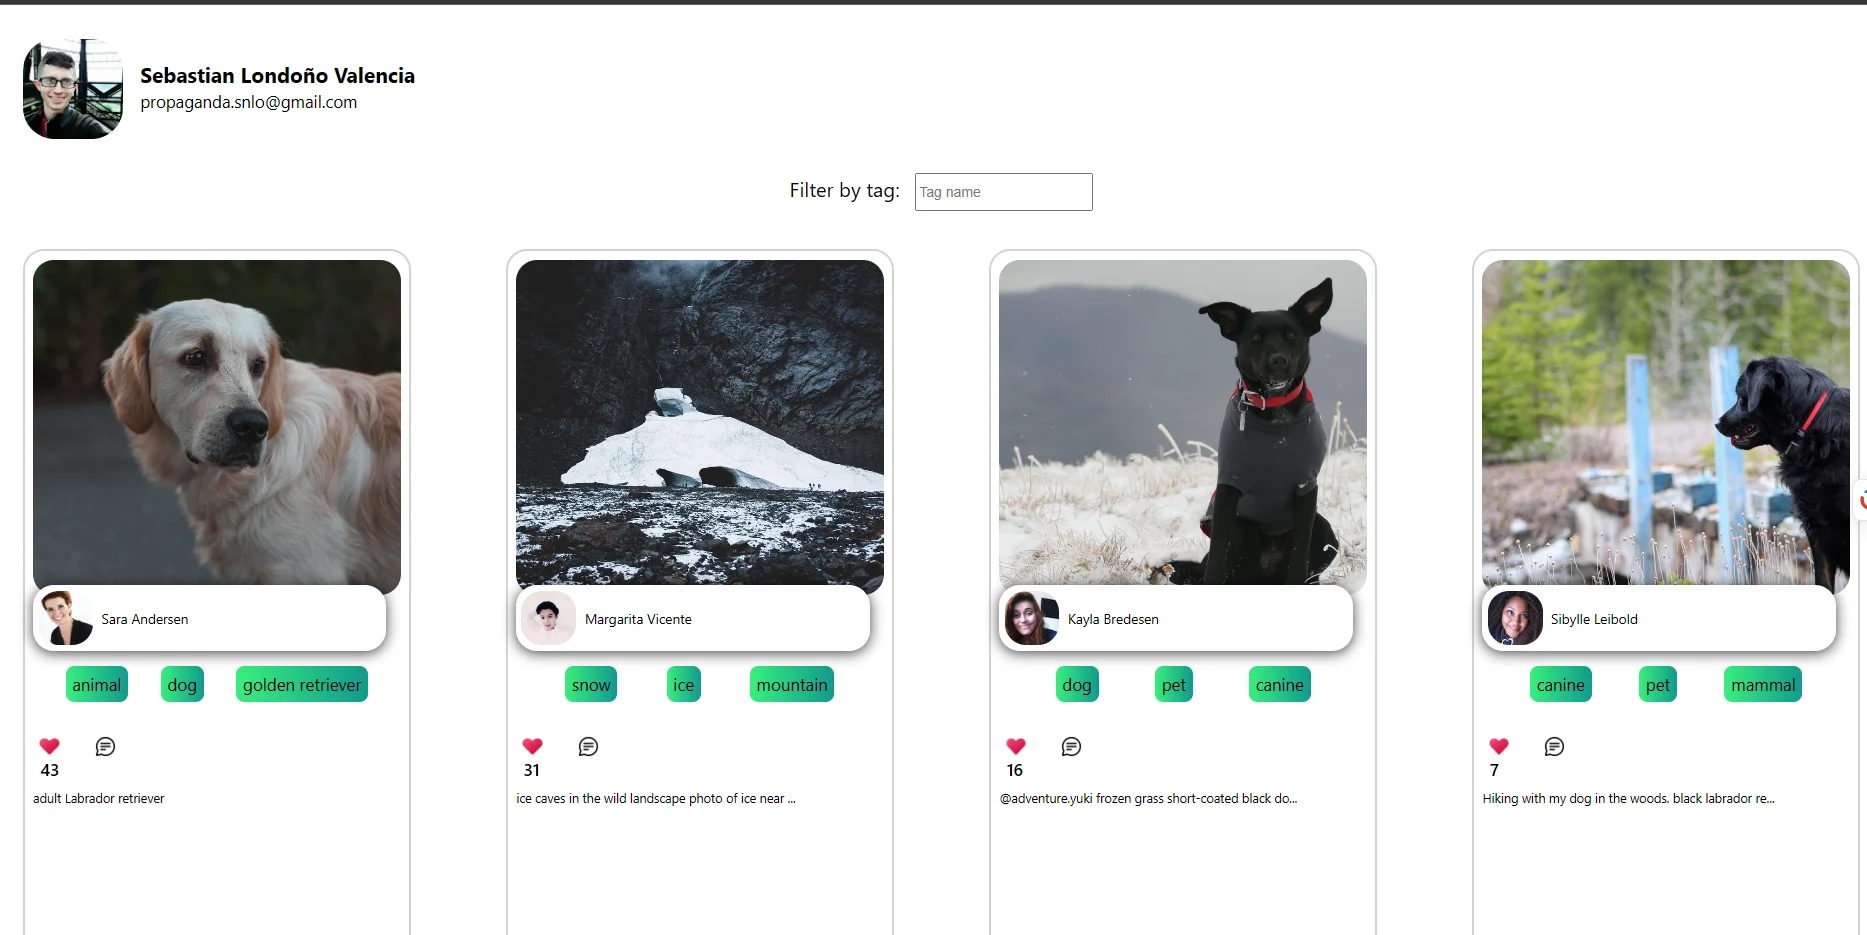 Sebastian Londoño Valencia
propaganda.snlo@gmail.com
Filter by tag: Tag name
Sara Andersen
animal dog golden retriever
43
adult Labrador retriever
Margarita Vicente
snow ice mountain
31
ice caves in the wild landscape photo of ice near ...
Kayla Bredesen
dog pet canine
16
@adventure.yuki frozen grass short-coated black do...
Sibylle Leibold
canine pet mammal
7
Hiking with my dog in the woods. black labrador re...